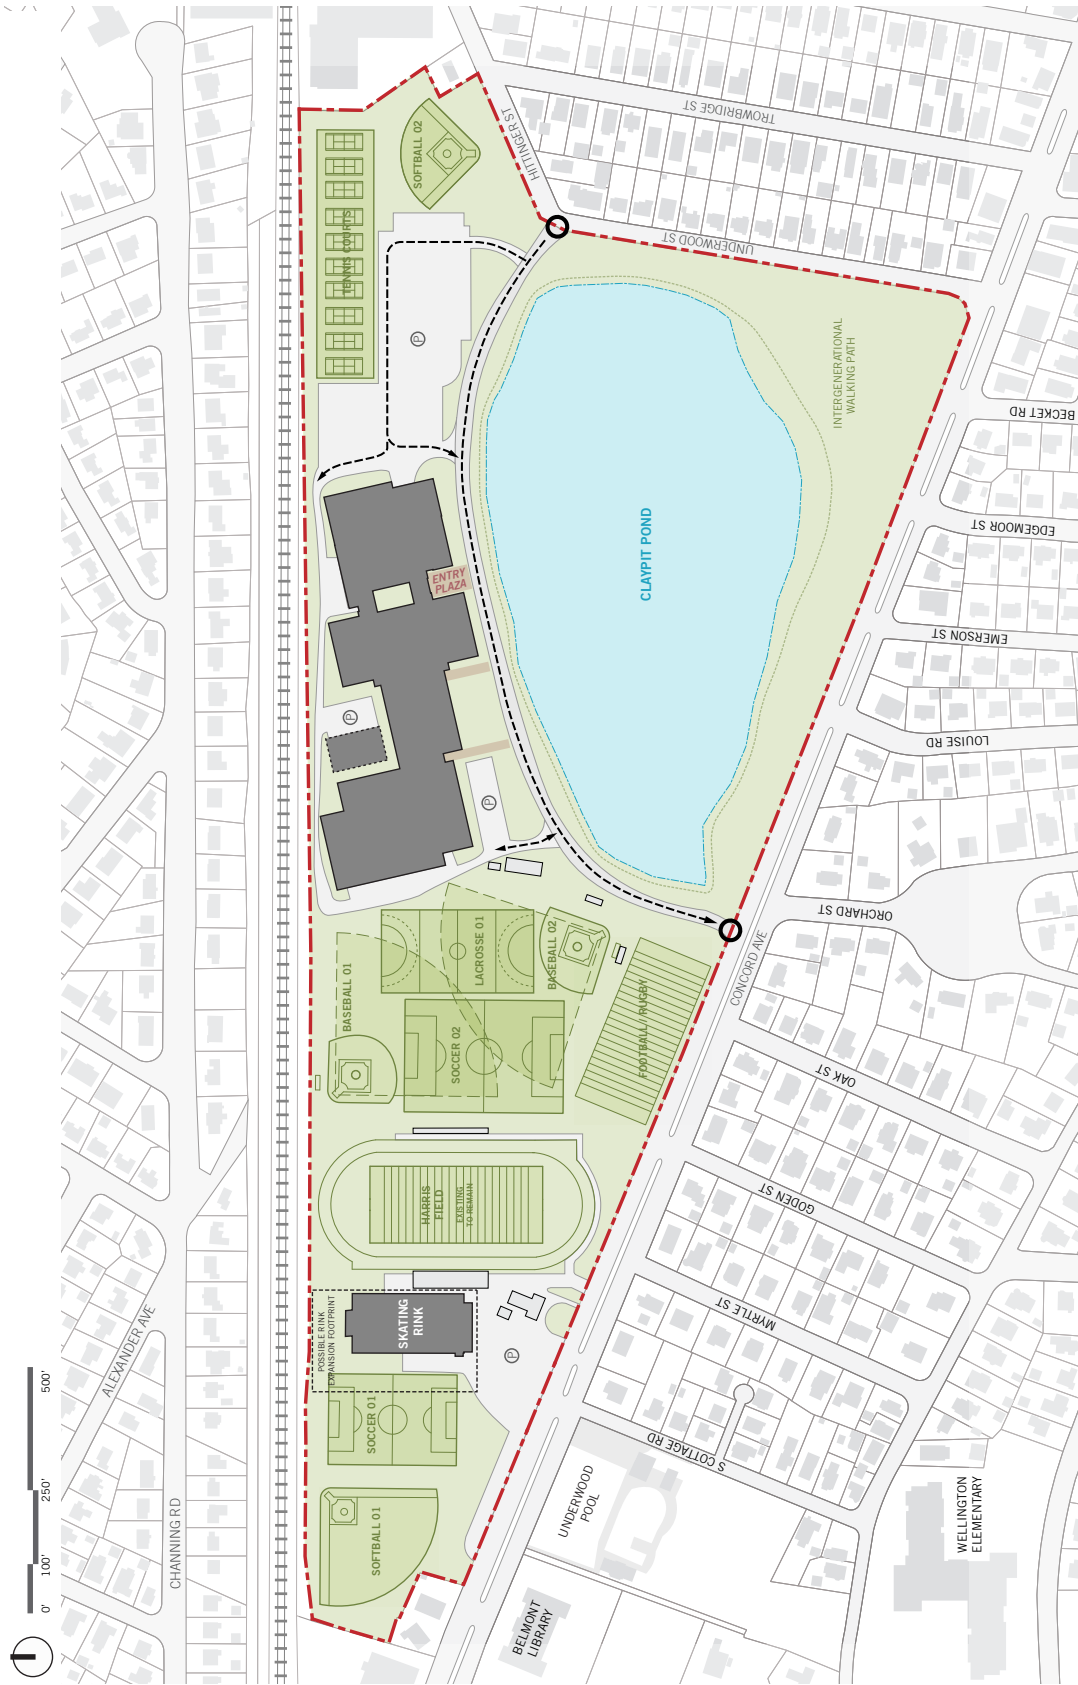 TROWBRIDGE ST
HITTINGER ST
SOFTBALL 02
UNDERWOOD ST
TENNIS COURTS
P
INTERGENERATIONAL
WALKING PATH
BECKET RD
EDGEMOOR ST
CLAYPIT POND
ENTRY
PLAZA
EMERSON ST
P
LOUISE RD
P
ORCHARD ST
LACROSSE 01
BASEBALL 02
BASEBALL 01
CONCORD AVE
SOCCER 02
FOOTBALL / RUGBY
OAK ST
HARRIS
FIELD
EXISTING
TO REMAIN
GODEN ST
POSSIBLE RINK
EXPANSION FOOTPRINT
SKATING
RINK
MYRTLE ST
P
ALEXANDER AVE
SOCCER 01
S COTTAGE RD
UNDERWOOD
POOL
SOFTBALL 01
CHANNING RD
WELLINGTON
ELEMENTARY
BELMONT
LIBRARY
0' 100' 250' 500'